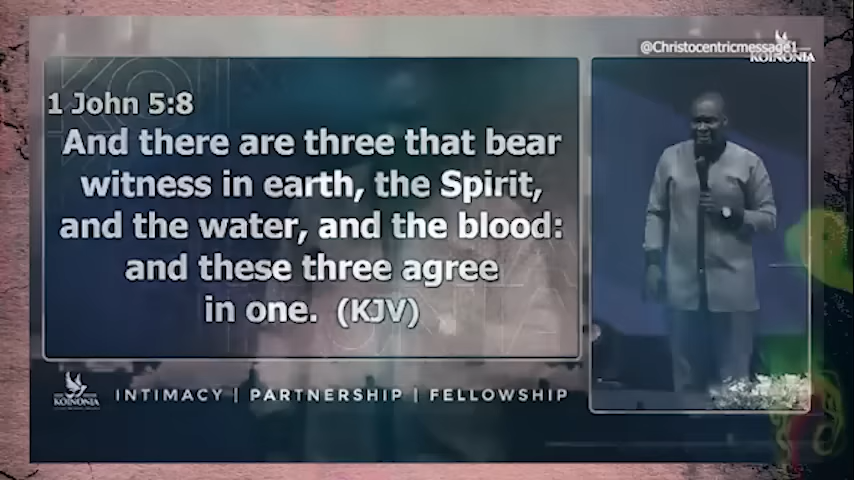 @Christocentricmessage1
KOINONIA
1 John 5:8
And there are three that bear
witness in earth, the Spirit,
and the water, and the blood:
and these three agree
in one. (KJV)
KOINONIA
INTIMACY | PARTNERSHIP | FELLOWSHIP